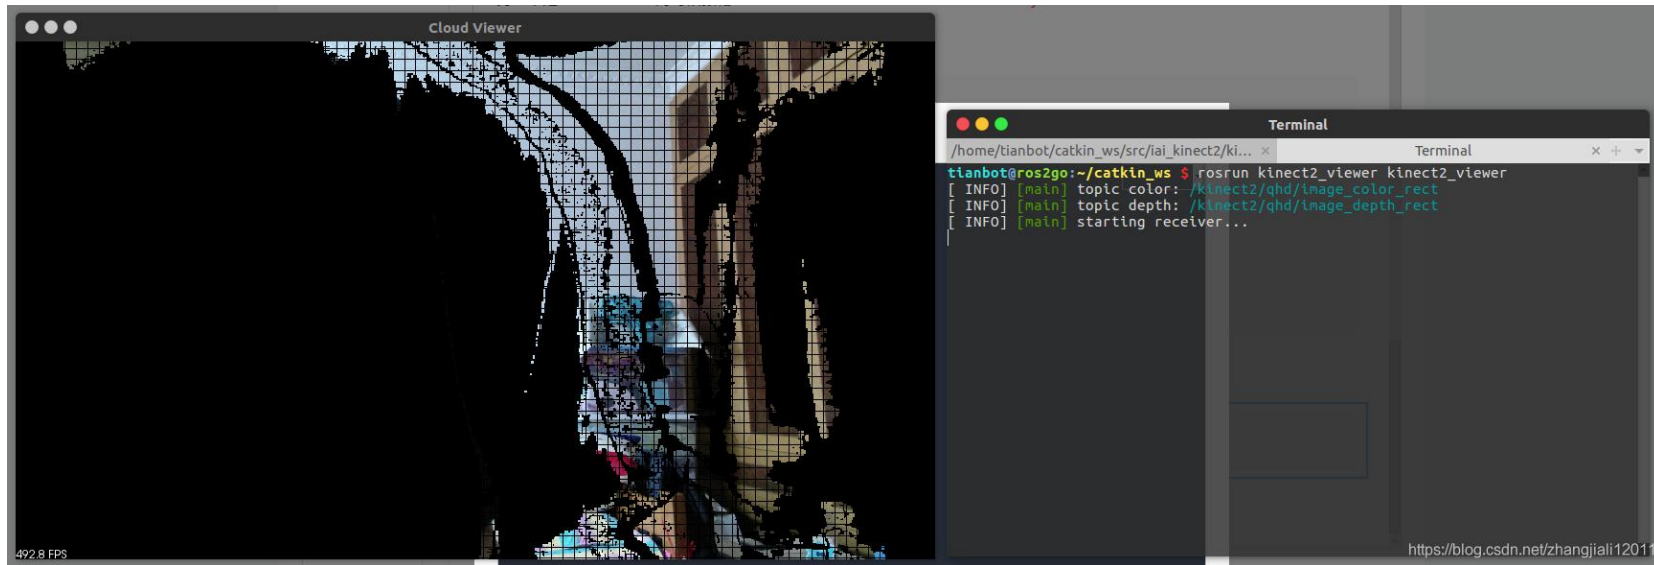 Cloud Viewer
492.8 FPS
Terminal
/home/tianbot/catkin_ws/src/iai_kinect2/ki... ×
Terminal × +
tianbot@ros2go:~/catkin_ws $ rosrun kinect2_viewer kinect2_viewer
[ INFO] [main] topic color: /kinect2/qhd/image_color_rect
[ INFO] [main] topic depth: /kinect2/qhd/image_depth_rect
[ INFO] [main] starting receiver...
https://blog.csdn.net/zhangjiali12011